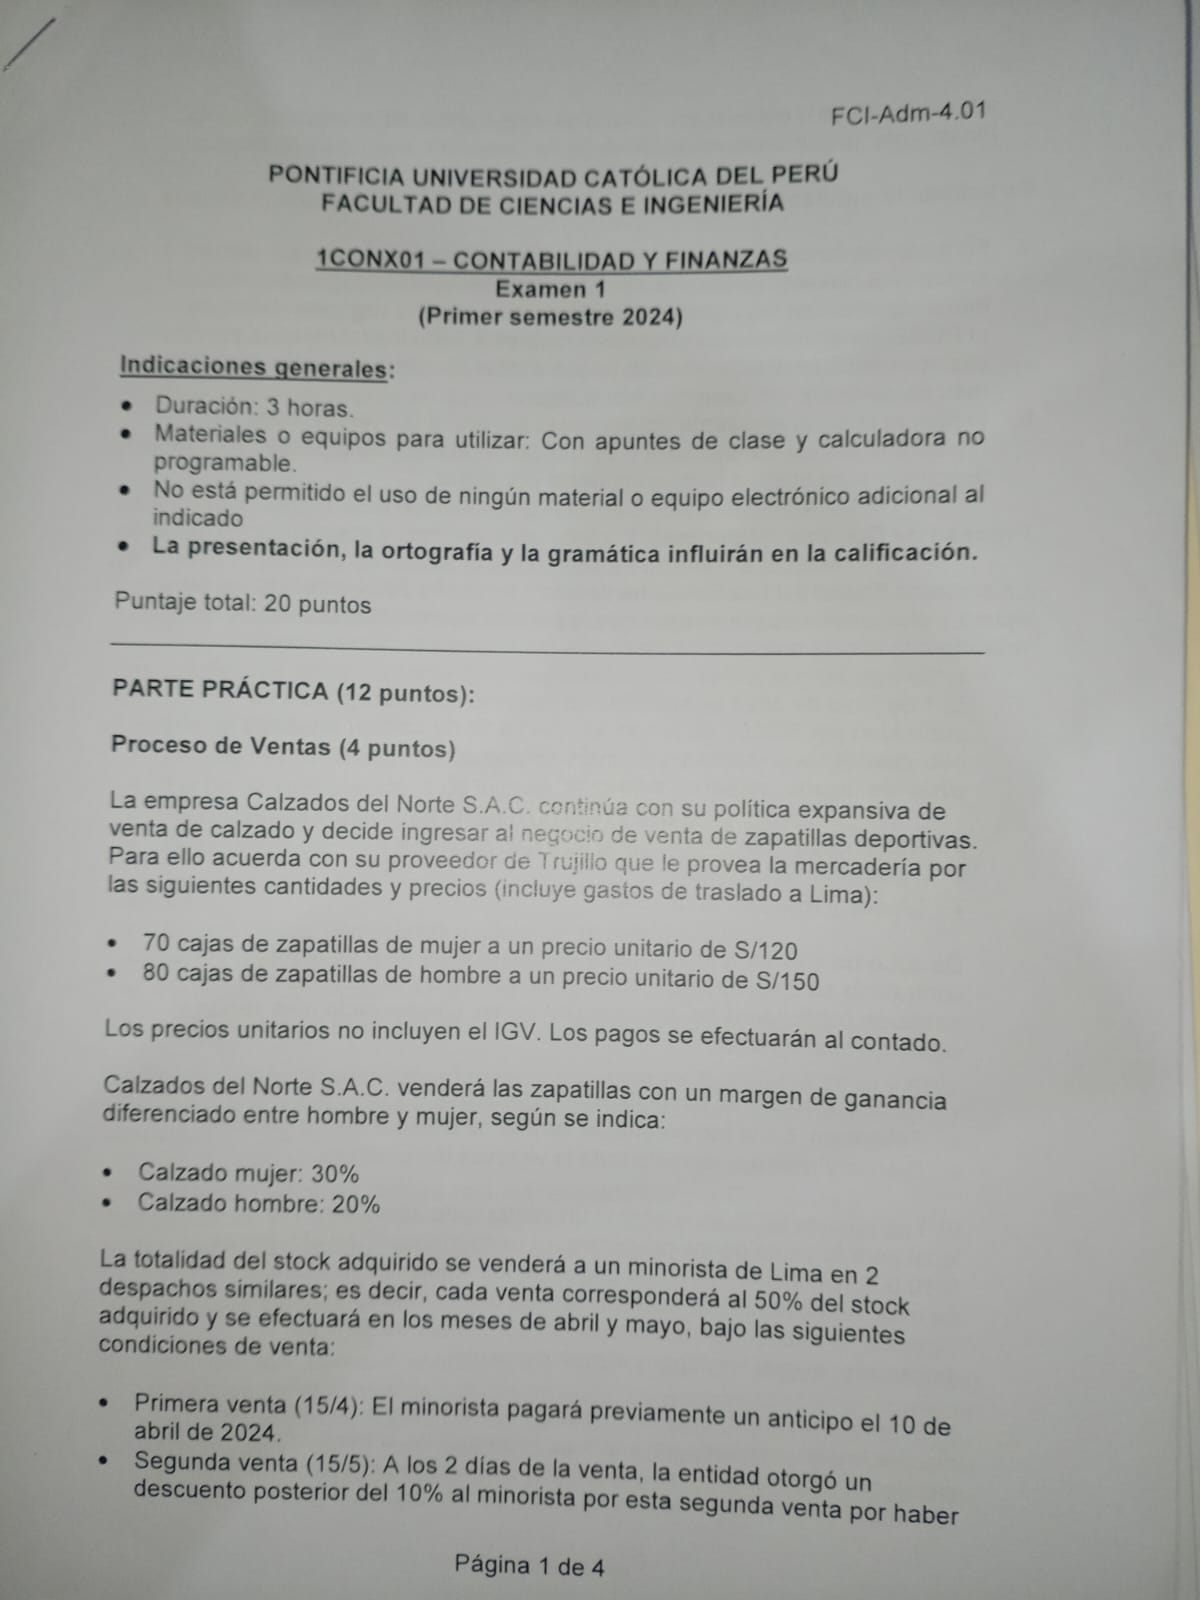 FCI-Adm-4.01
PONTIFICIA UNIVERSIDAD CATÓLICA DEL PERÚ
FACULTAD DE CIENCIAS E INGENIERÍA
1CONX01 – CONTABILIDAD Y FINANZAS
Examen 1
(Primer semestre 2024)
Indicaciones generales:
• Duración: 3 horas.
• Materiales o equipos para utilizar: Con apuntes de clase y calculadora no
programable.
• No está permitido el uso de ningún material o equipo electrónico adicional al
indicado
• La presentación, la ortografía y la gramática influirán en la calificación.
Puntaje total: 20 puntos
PARTE PRÁCTICA (12 puntos):
Proceso de Ventas (4 puntos)
La empresa Calzados del Norte S.A.C. continúa con su política expansiva de
venta de calzado y decide ingresar al negocio de venta de zapatillas deportivas.
Para ello acuerda con su proveedor de Trujillo que le provea la mercadería por
las siguientes cantidades y precios (incluye gastos de traslado a Lima):
• 70 cajas de zapatillas de mujer a un precio unitario de S/120
• 80 cajas de zapatillas de hombre a un precio unitario de S/150
Los precios unitarios no incluyen el IGV. Los pagos se efectuarán al contado.
Calzados del Norte S.A.C. venderá las zapatillas con un margen de ganancia
diferenciado entre hombre y mujer, según se indica:
• Calzado mujer: 30%
• Calzado hombre: 20%
La totalidad del stock adquirido se venderá a un minorista de Lima en 2
despachos similares; es decir, cada venta corresponderá al 50% del stock
adquirido y se efectuará en los meses de abril y mayo, bajo las siguientes
condiciones de venta:
• Primera venta (15/4): El minorista pagará previamente un anticipo el 10 de
abril de 2024.
• Segunda venta (15/5): A los 2 días de la venta, la entidad otorgó un
descuento posterior del 10% al minorista por esta segunda venta por haber
Página 1 de 4